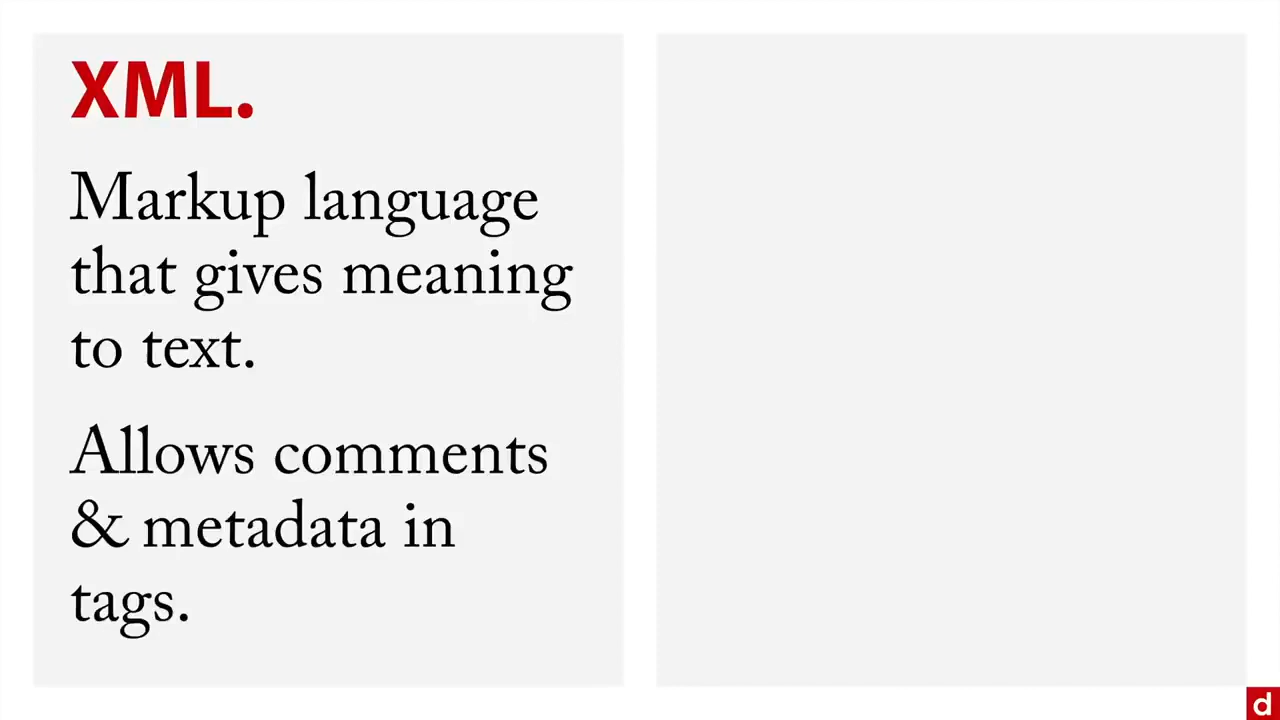 XML.
Markup language
that gives meaning
to text.
Allows comments
& metadata in
tags.
d